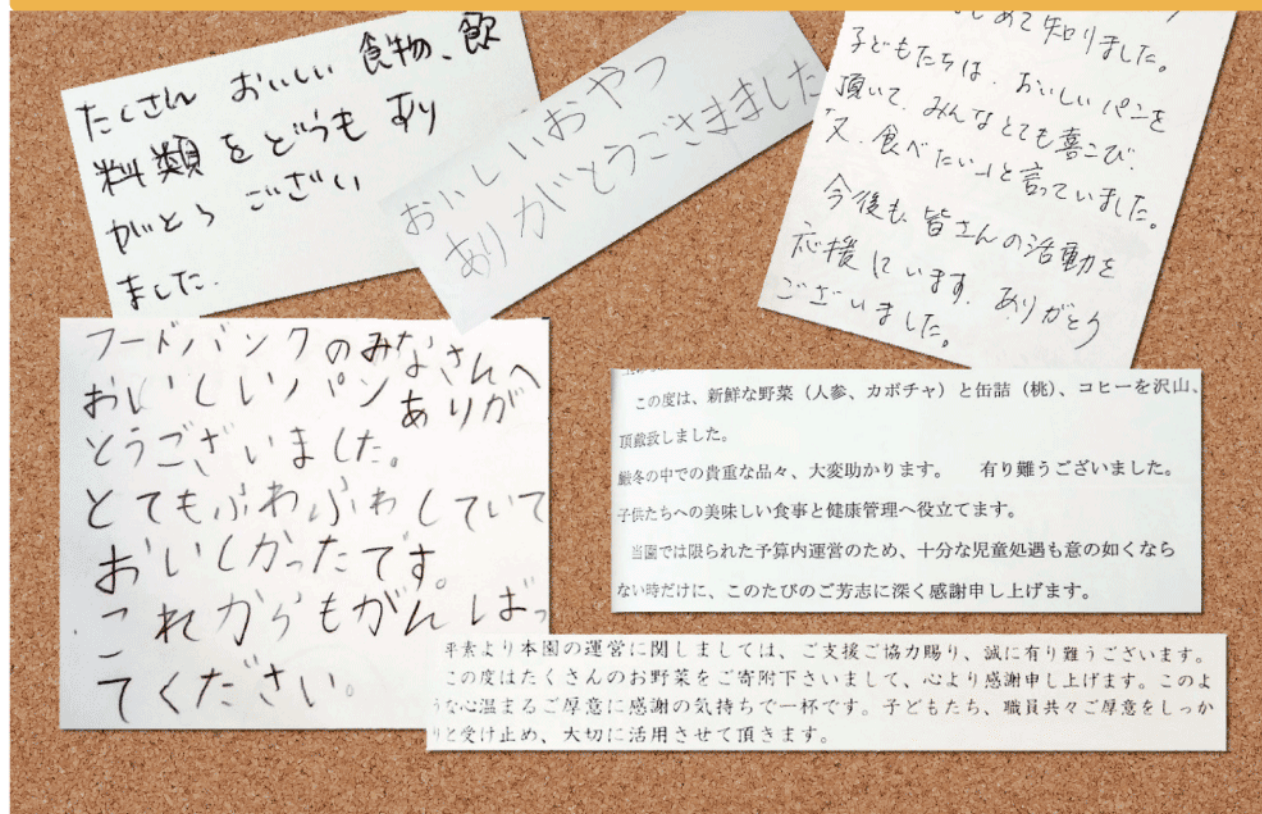 たくさん おいしい 食物、飲
料類をどうも あり
がとう ござい
ました.
おいしいおやつ
ありがとうごさまました
じめて知りました。
子どもたちは、おいしいパンを
頂いて、みんなとても喜こび、
「又、食べたい」と言っていました。
今後も、皆さんの活動を
応援しています。ありがとう
ございました。
フードバンクのみなさんへ
おいしいパンありが
とうございました。
とてもふわふわしていて
おいしかったです。
これからもがんばっ
てください。
この度は、新鮮な野菜（人参、カボチャ）と缶詰（桃）、コヒーを沢山、
頂戴致しました。
厳冬の中での貴重な品々、大変助かります。　有り難うございました。
子供たちへの美味しい食事と健康管理へ役立てます。
当園では限られた予算内運営のため、十分な児童処遇も意の如くなら
ない時だけに、このたびのご芳志に深く感謝申し上げます。
平素より本園の運営に関しましては、ご支援ご協力賜り、誠に有り難うございます。
この度はたくさんのお野菜をご寄附下さいまして、心より感謝申し上げます。このよ
うな心温まるご厚意に感謝の気持ちで一杯です。子どもたち、職員共々ご厚意をしっか
りと受け止め、大切に活用させて頂きます。